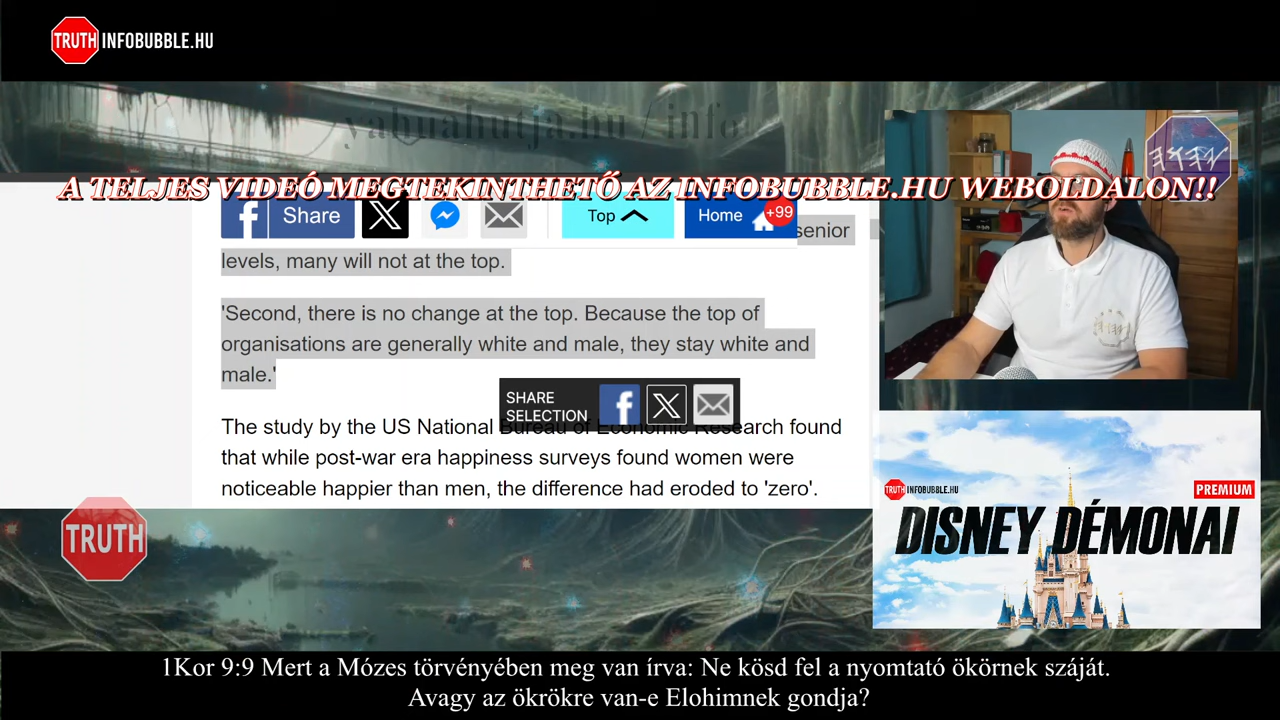 TRUTH INFOBUBBLE.HU
yahuahutja.hu / info
A TELJES VIDEÓ MEGTEKINTHETŐ AZ INFOBUBBLE.HU WEBOLDALON!!
Share
Top
Home
+99
senior
levels, many will not at the top.
'Second, there is no change at the top. Because the top of
organisations are generally white and male, they stay white and
male.'
SHARE
SELECTION
The study by the US National Bureau of Economic Research found
that while post-war era happiness surveys found women were
noticeable happier than men, the difference had eroded to 'zero'.
TRUTH INFOBUBBLE.HU
PREMIUM
DISNEY DÉMONAI
TRUTH
1Kor 9:9 Mert a Mózes törvényében meg van írva: Ne kösd fel a nyomtató ökörnek száját.
Avagy az ökrökre van-e Elohimnek gondja?